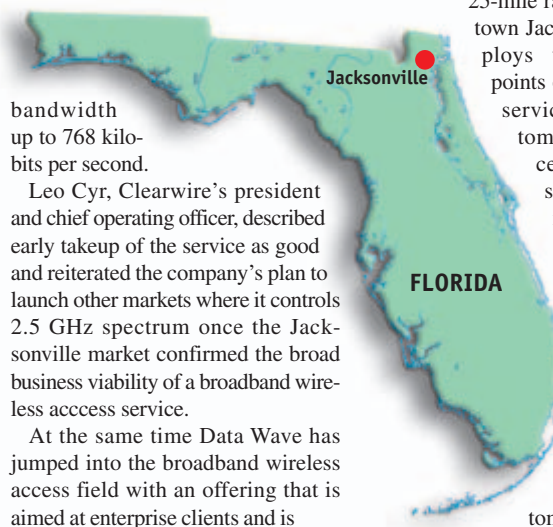 bandwidth
up to 768 kilo-
bits per second.
Leo Cyr, Clearwire's president
and chief operating officer, described
early takeup of the service as good
and reiterated the company's plan to
launch other markets where it controls
2.5 GHz spectrum once the Jack-
sonville market confirmed the broad
business viability of a broadband wire-
less acccess service.
At the same time Data Wave has
jumped into the broadband wireless
access field with an offering that is
aimed at enterprise clients and is
Jacksonville
FLORIDA
town Jac
ploys
points
servic
tom
ce
s
tom